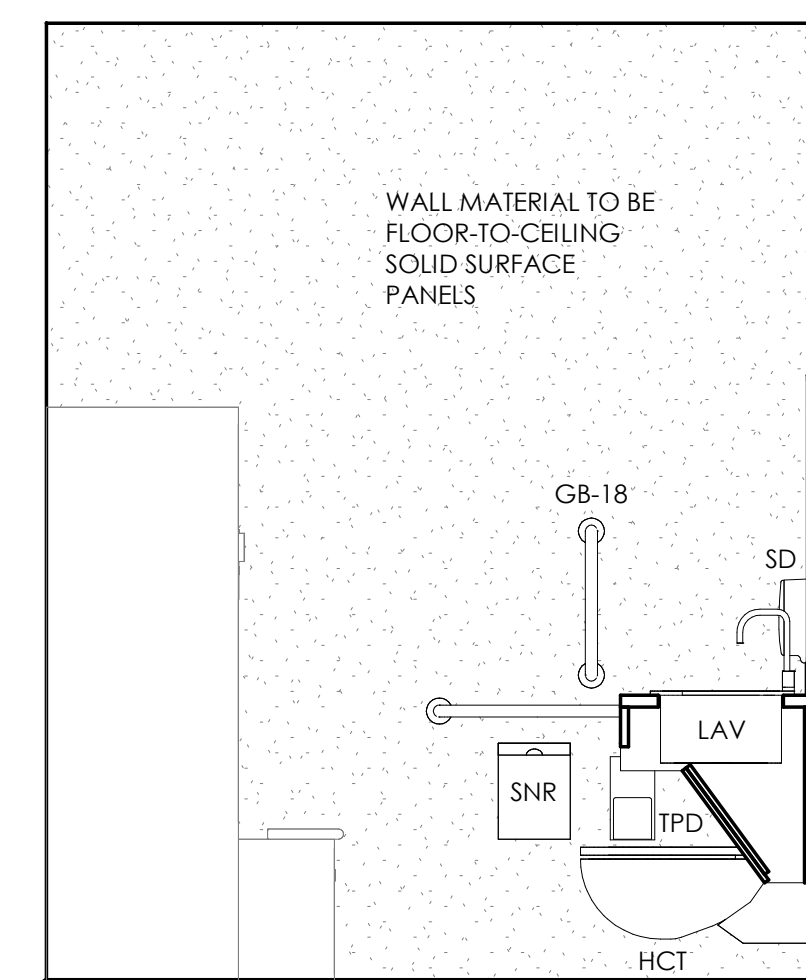 WALL MATERIAL TO BE
FLOOR-TO-CEILING
SOLID SURFACE
PANELS
GB-18
SD
LAV
SNR
TPD
HCT